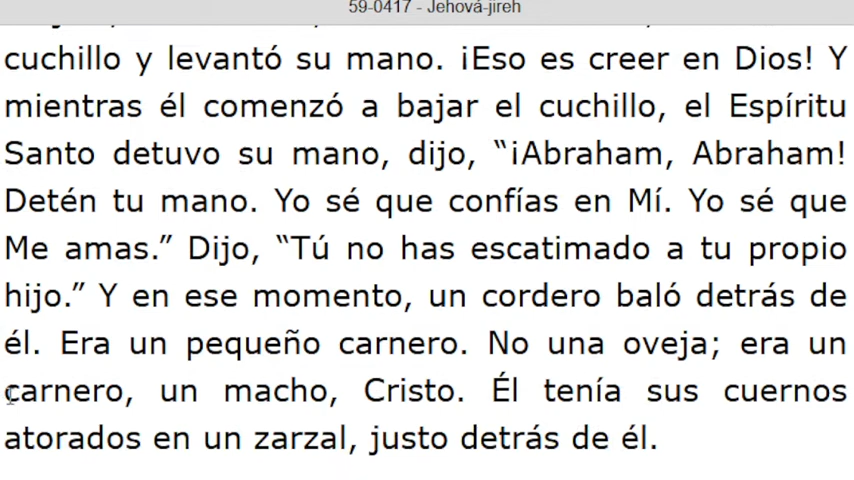 59-0417 - Jehová-jireh
cuchillo y levantó su mano. ¡Eso es creer en Dios! Y
mientras él comenzó a bajar el cuchillo, el Espíritu
Santo detuvo su mano, dijo, “¡Abraham, Abraham!
Detén tu mano. Yo sé que confías en Mí. Yo sé que
Me amas.” Dijo, “Tú no has escatimado a tu propio
hijo.” Y en ese momento, un cordero baló detrás de
él. Era un pequeño carnero. No una oveja; era un
carnero, un macho, Cristo. Él tenía sus cuernos
atorados en un zarzal, justo detrás de él.